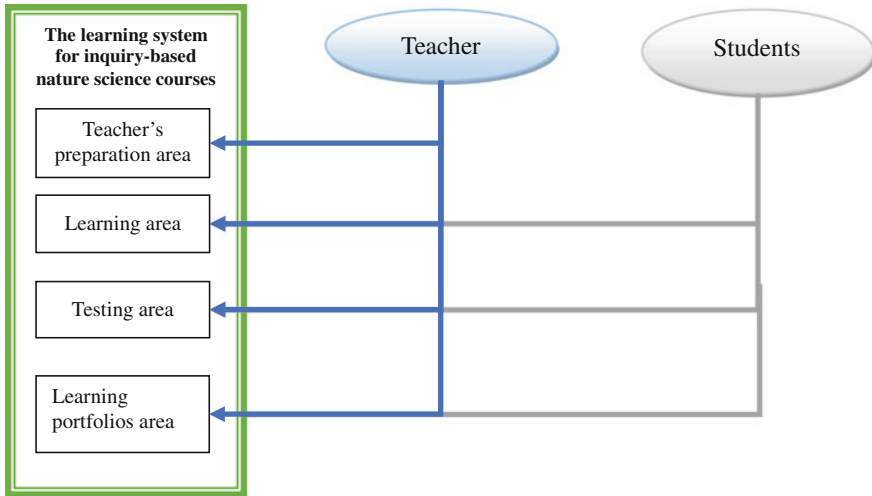 The learning system
for inquiry-based
nature science courses
Teacher
Students
Teacher's
preparation area
Learning area
Testing area
Learning
portfolios area